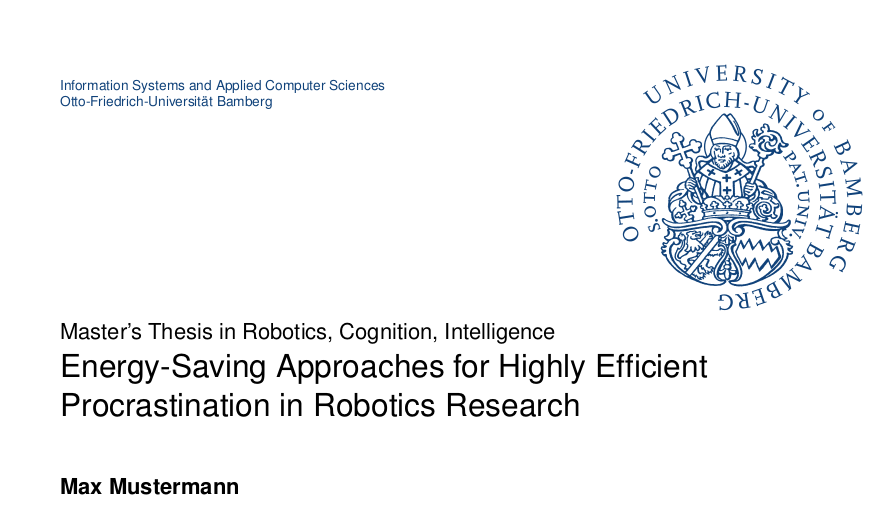 Information Systems and Applied Computer Sciences
Otto-Friedrich-Universität Bamberg
UNIVERSITY OF BAMBERG
OTTO-FRIEDRICH-UNIVERSITÄT BAMBERG
S. OTTO
PAT. UNIV.
Master's Thesis in Robotics, Cognition, Intelligence
Energy-Saving Approaches for Highly Efficient
Procrastination in Robotics Research
Max Mustermann